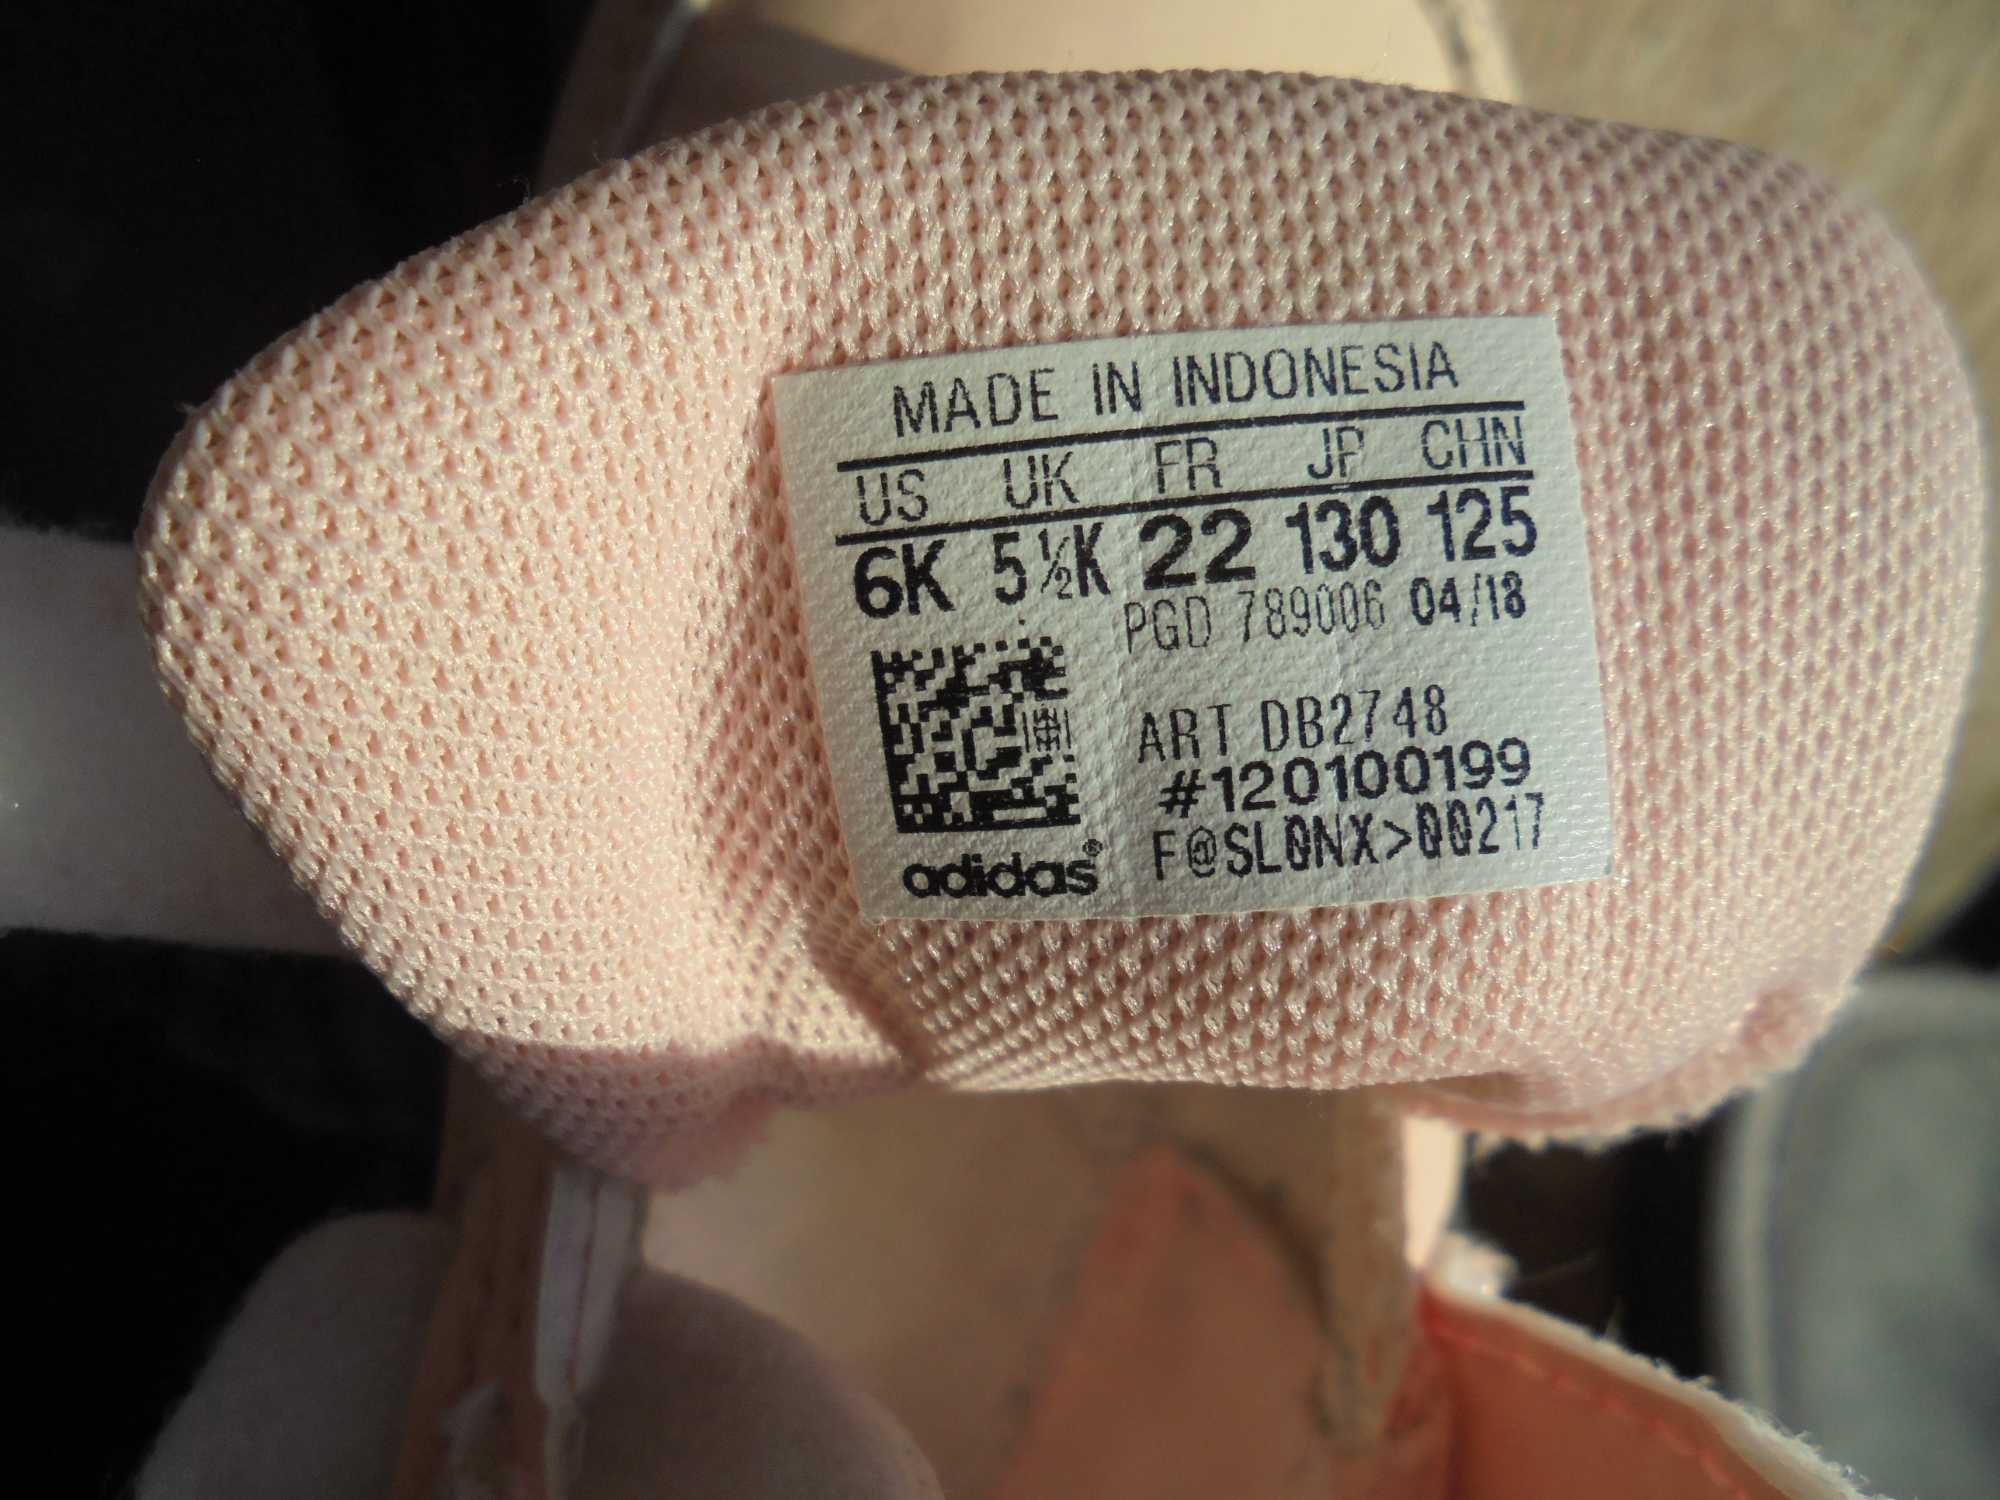 MADE IN INDONESIA
US UK FR JP CHN
6K 5½K 22 130 125
PGD 789006 04/18
ART DB2748
#120100199
F@SL0NX>00217
adidas®